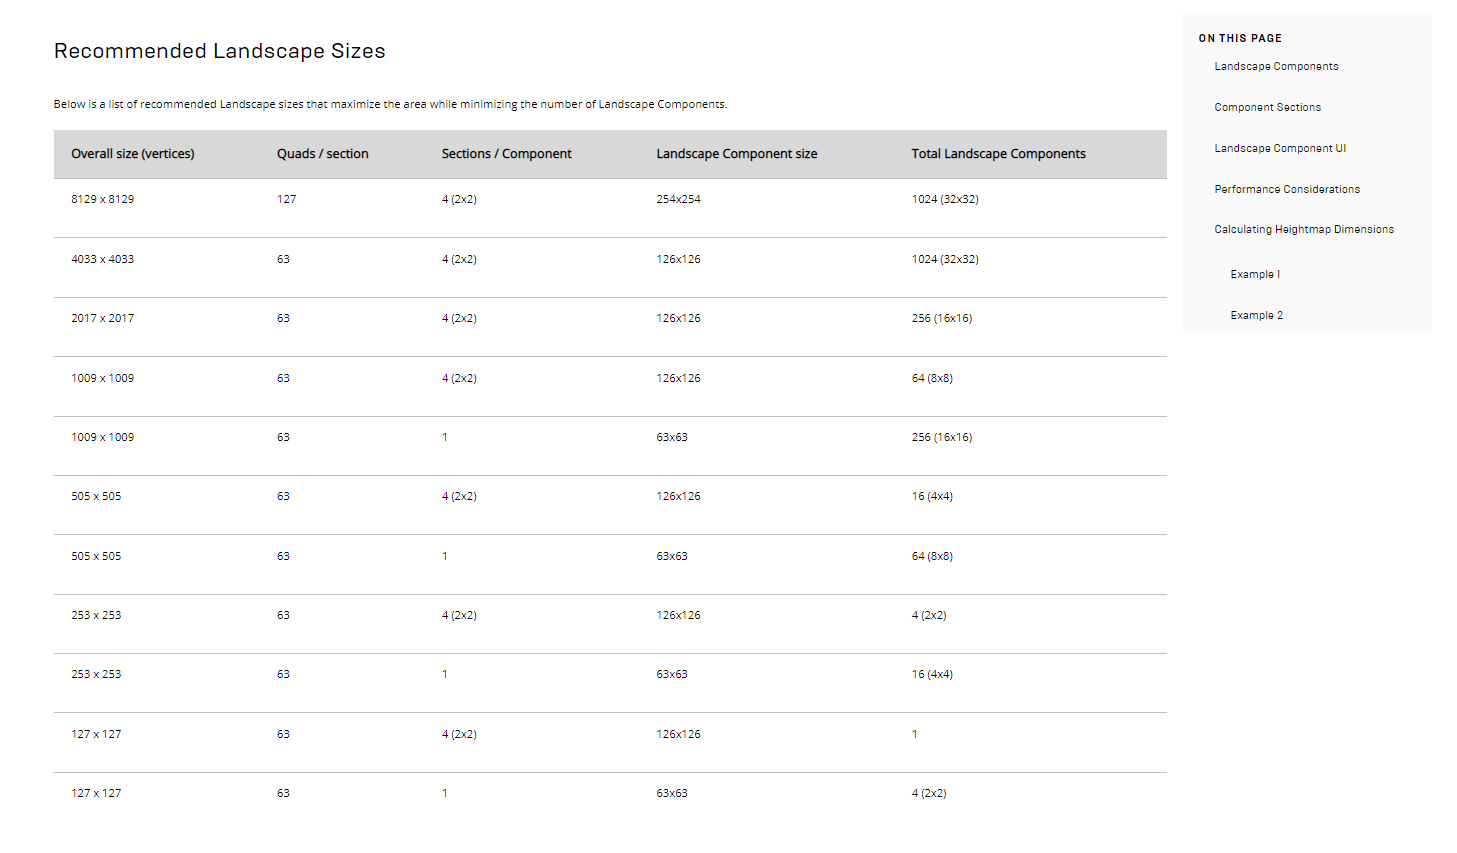 Recommended Landscape Sizes
Below is a list of recommended Landscape sizes that maximize the area while minimizing the number of Landscape Components.
Overall size (vertices) Quads / section Sections / Component Landscape Component size Total Landscape Components
8129 x 8129 127 4 (2x2) 254x254 1024 (32x32)
4033 x 4033 63 4 (2x2) 126x126 1024 (32x32)
2017 x 2017 63 4 (2x2) 126x126 256 (16x16)
1009 x 1009 63 4 (2x2) 126x126 64 (8x8)
1009 x 1009 63 1 63x63 256 (16x16)
505 x 505 63 4 (2x2) 126x126 16 (4x4)
505 x 505 63 1 63x63 64 (8x8)
253 x 253 63 4 (2x2) 126x126 4 (2x2)
253 x 253 63 1 63x63 16 (4x4)
127 x 127 63 4 (2x2) 126x126 1
127 x 127 63 1 63x63 4 (2x2)
ON THIS PAGE
Landscape Components
Component Sections
Landscape Component UI
Performance Considerations
Calculating Heightmap Dimensions
Example 1
Example 2